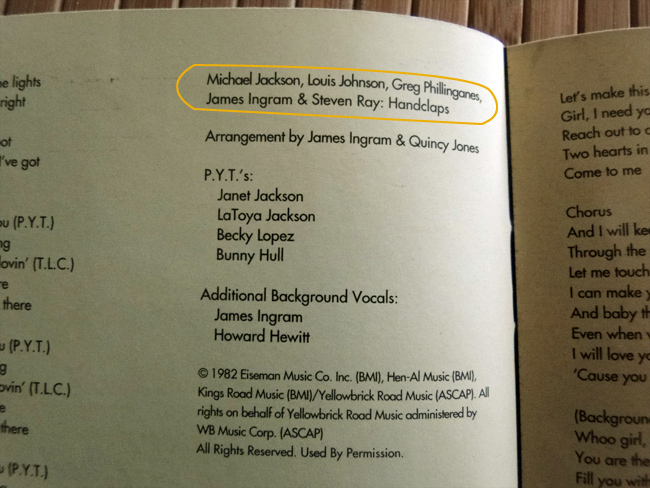 e lights
right
ot
I've got
ou (P.Y.T.)
ng
lovin' (T.L.C.)
re
there
u (P.Y.T.)
g
ovin' (T.L.C.)
e
there
u (P.Y.T.)
Michael Jackson, Louis Johnson, Greg Phillinganes,
James Ingram & Steven Ray: Handclaps
Arrangement by James Ingram & Quincy Jones
P.Y.T.'s:
Janet Jackson
LaToya Jackson
Becky Lopez
Bunny Hull
Additional Background Vocals:
James Ingram
Howard Hewitt
© 1982 Eiseman Music Co. Inc. (BMI), Hen-Al Music (BMI),
Kings Road Music (BMI)/Yellowbrick Road Music (ASCAP). All
rights on behalf of Yellowbrick Road Music administered by
WB Music Corp. (ASCAP)
All Rights Reserved. Used By Permission.
Let's make this
Girl, I need yo
Reach out to
Two hearts in
Come to me
Chorus
And I will kee
Through the
Let me touch
I can make y
And baby th
Even when
I will love yo
'Cause you
(Background
Whoo girl,
You are the
Fill you with